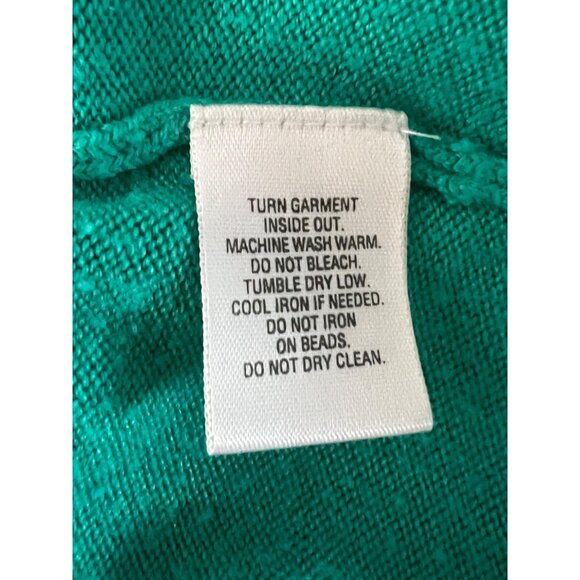 TURN GARMENT
INSIDE OUT.
MACHINE WASH WARM.
DO NOT BLEACH.
TUMBLE DRY LOW.
COOL IRON IF NEEDED.
DO NOT IRON
ON BEADS.
DO NOT DRY CLEAN.